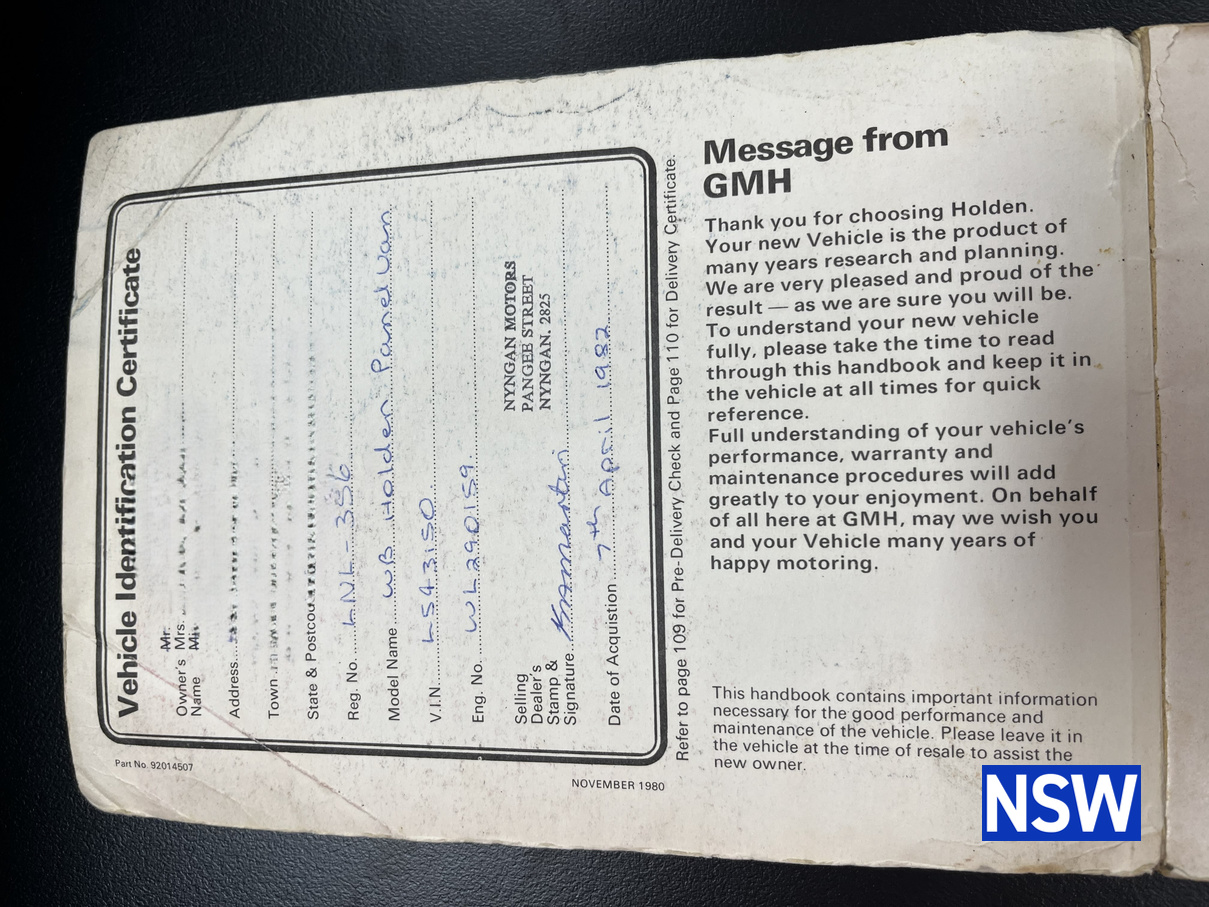 Vehicle Identification Certificate
Owner's Mr. Mrs.
Name
Address
Town
State & Postcode
Reg. No. LNL-356
Model Name WB Holden Panel Van
V.I.N. L543150
Eng. No. WL290159
NYNGAN MOTORS
PANGEE STREET
NYNGAN. 2825
Selling
Dealer's
Stamp &
Signature
Date of Acquisition 7th April 1982
Part No. 92014507
NOVEMBER 1980
Refer to page 109 for Pre-Delivery Check and Page 110 for Delivery Certificate.
Message from
GMH
Thank you for choosing Holden.
Your new Vehicle is the product of
many years research and planning.
We are very pleased and proud of the
result — as we are sure you will be.
To understand your new vehicle
fully, please take the time to read
through this handbook and keep it in
the vehicle at all times for quick
reference.
Full understanding of your vehicle's
performance, warranty and
maintenance procedures will add
greatly to your enjoyment. On behalf
of all here at GMH, may we wish you
and your Vehicle many years of
happy motoring.
This handbook contains important information
necessary for the good performance and
maintenance of the vehicle. Please leave it in
the vehicle at the time of resale to assist the
new owner.
NSW